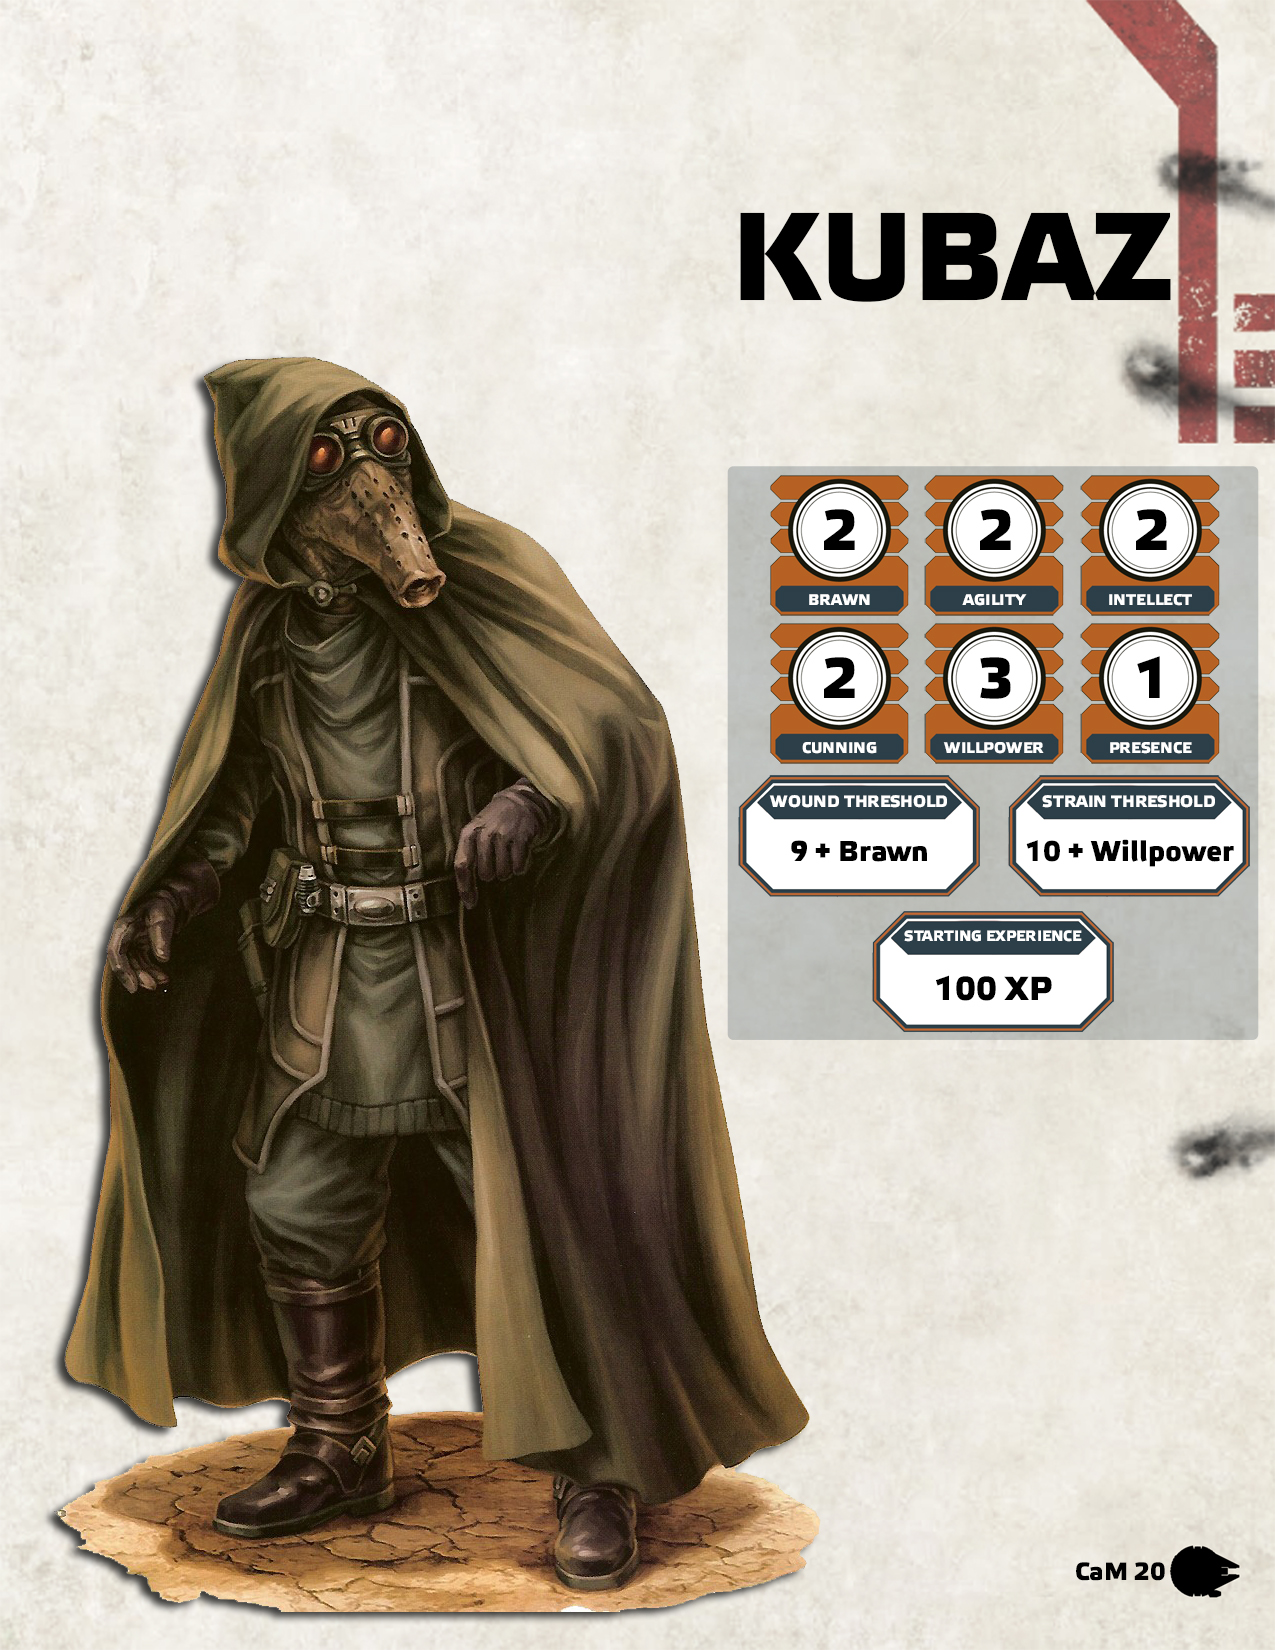 KUBAZ
2 2 2
BRAWN AGILITY INTELLECT
2 3 1
CUNNING WILLPOWER PRESENCE
WOUND THRESHOLD STRAIN THRESHOLD
9 + Brawn 10 + Willpower
STARTING EXPERIENCE
100 XP
CaM 20